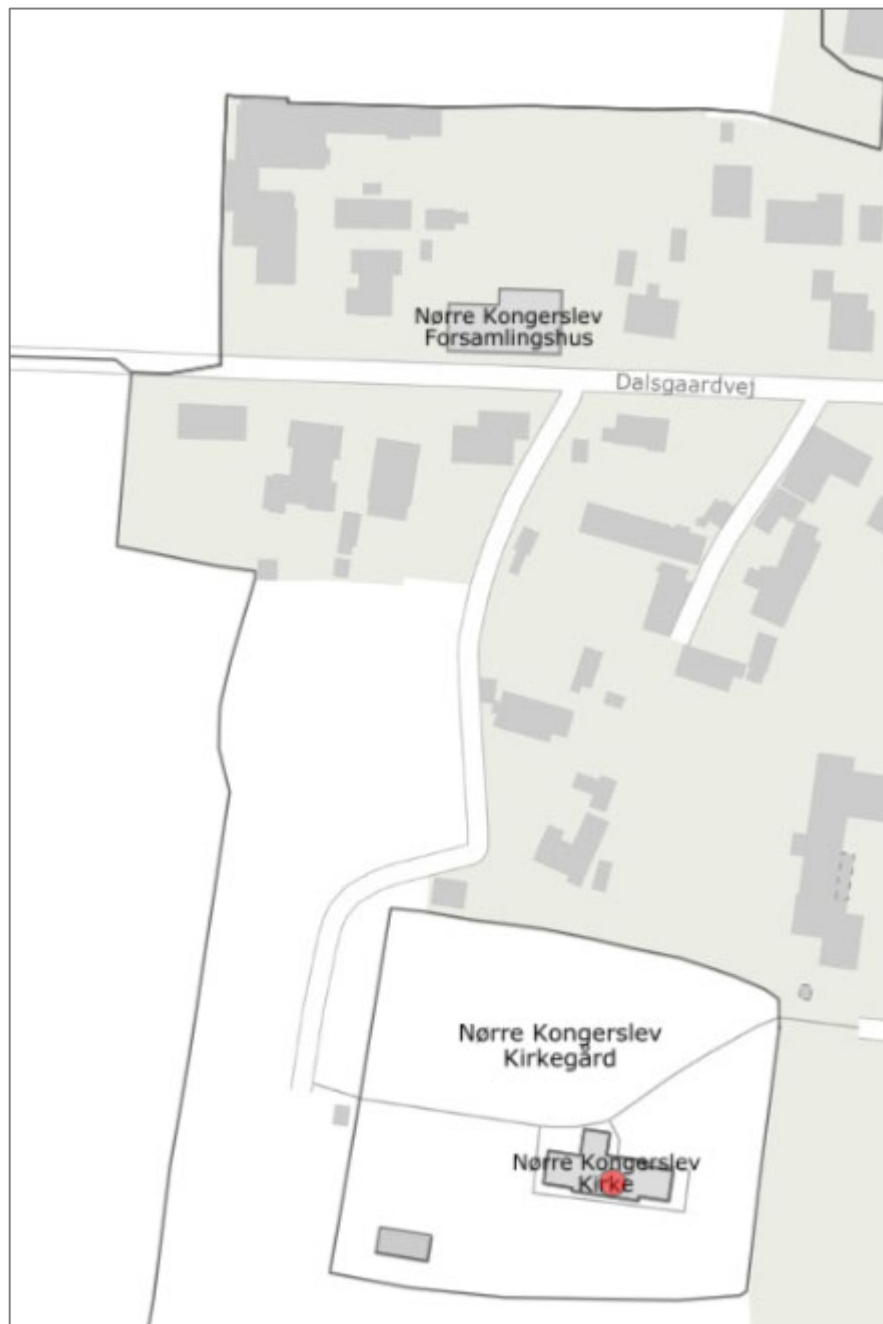 Nørre Kongerslev
Forsamlingshus
Dalsgaardvej
Nørre Kongerslev
Kirkegård
Nørre Kongerslev
Kirke